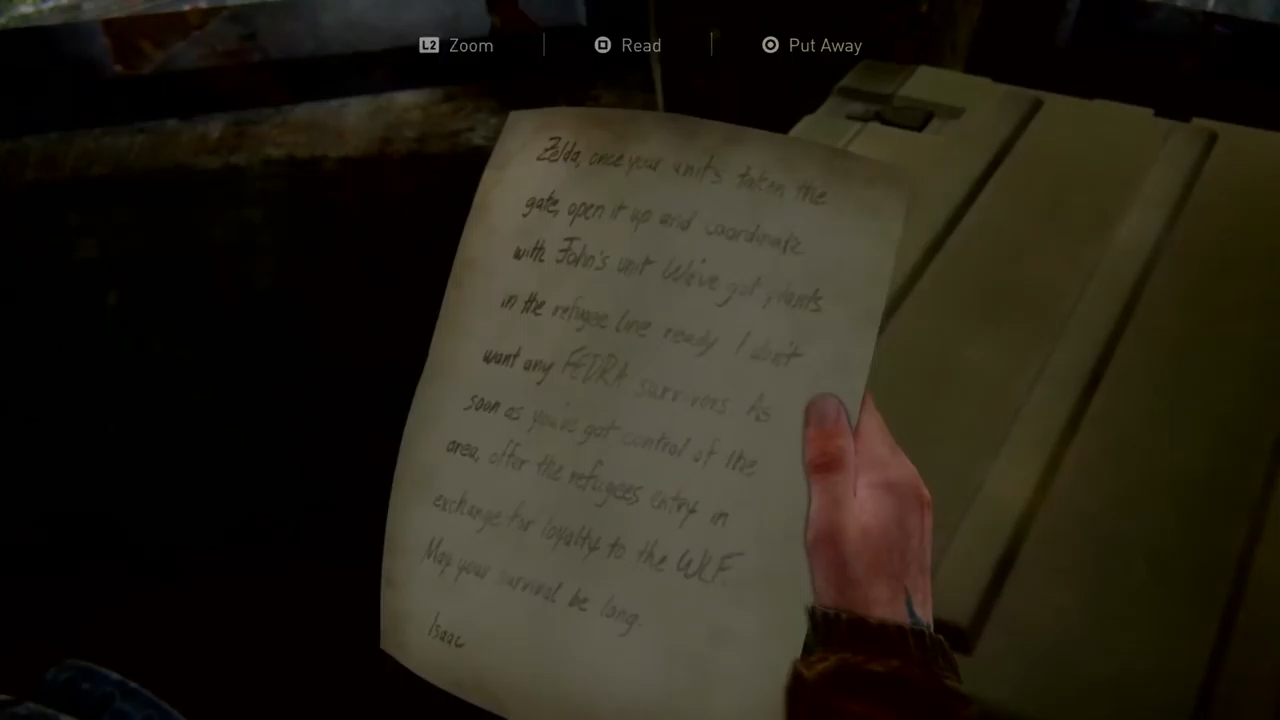 L2 Zoom Read Put Away
Zelda, once your units taken the
gate, open it up and coordinate
with John's unit We've got plants
in the refugee line ready I don't
want any FEDRA survivors. As
soon as you've got control of the
area, offer the refugees entry in
exchange for loyalty to the WLF.
May your survival be long.
Isaac